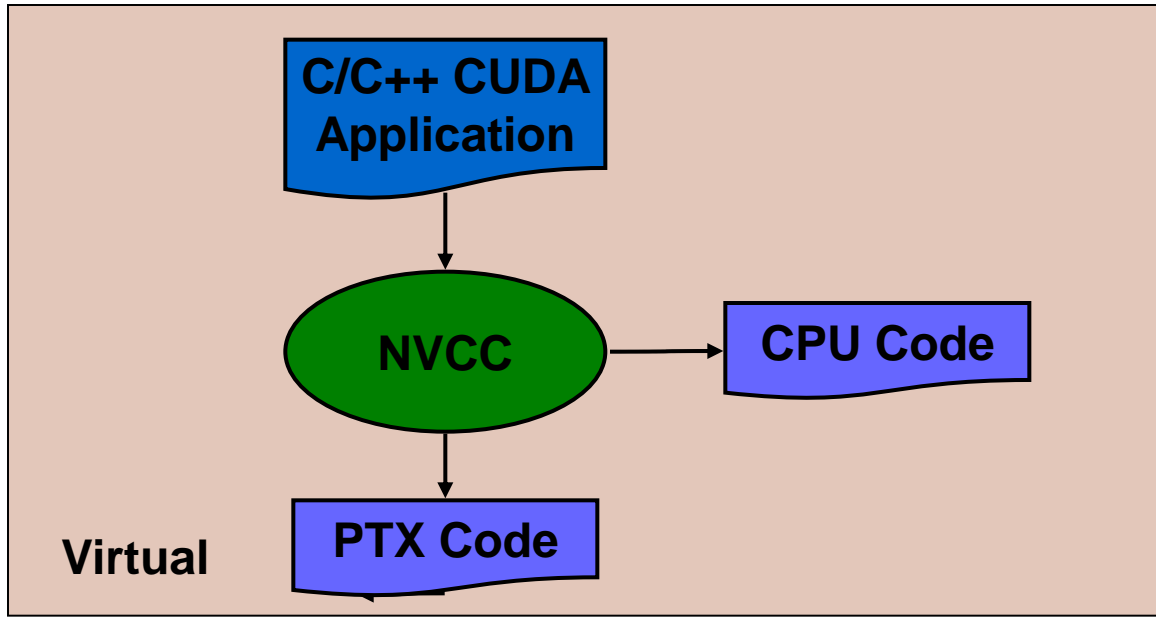 C/C++ CUDA
Application
NVCC
CPU Code
PTX Code
Virtual